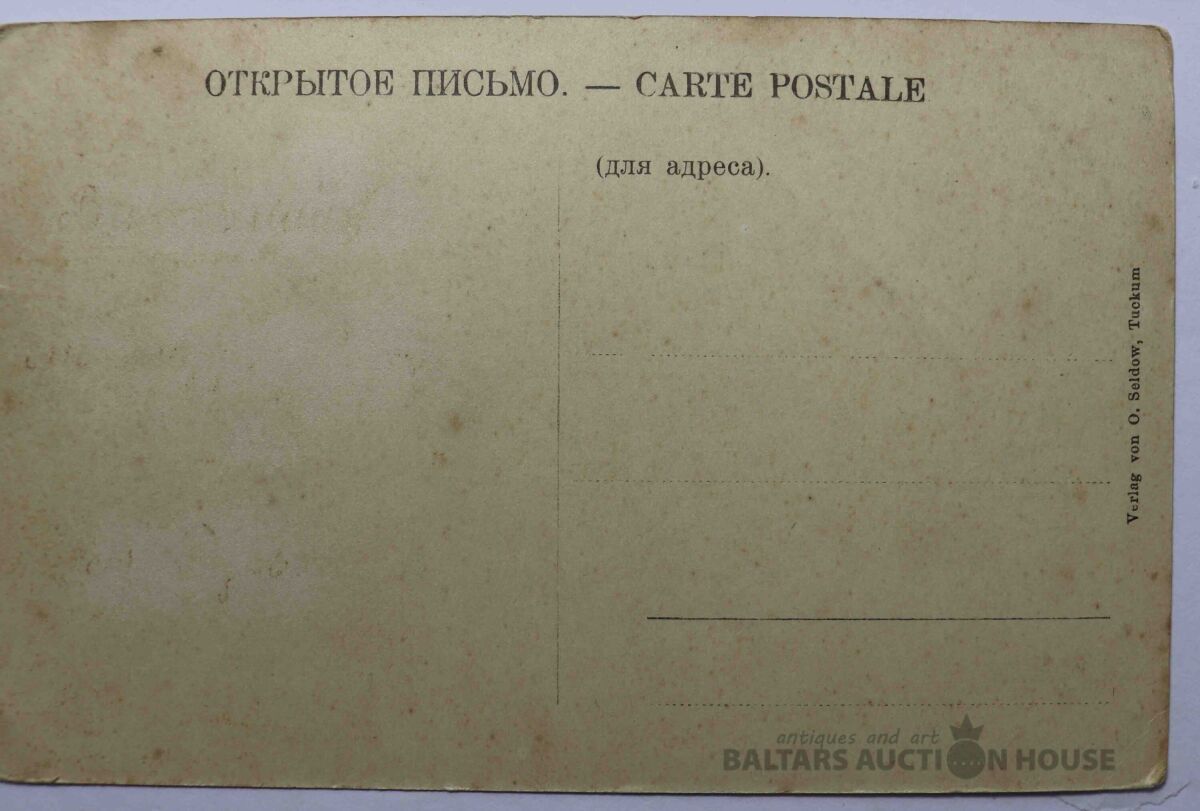 ОТКРЫТОЕ ПИСЬМО. — CARTE POSTALE
(для адреса).
Verlag von O. Seldow, Tuckum
antiques and art
BALTARS AUCTION HOUSE